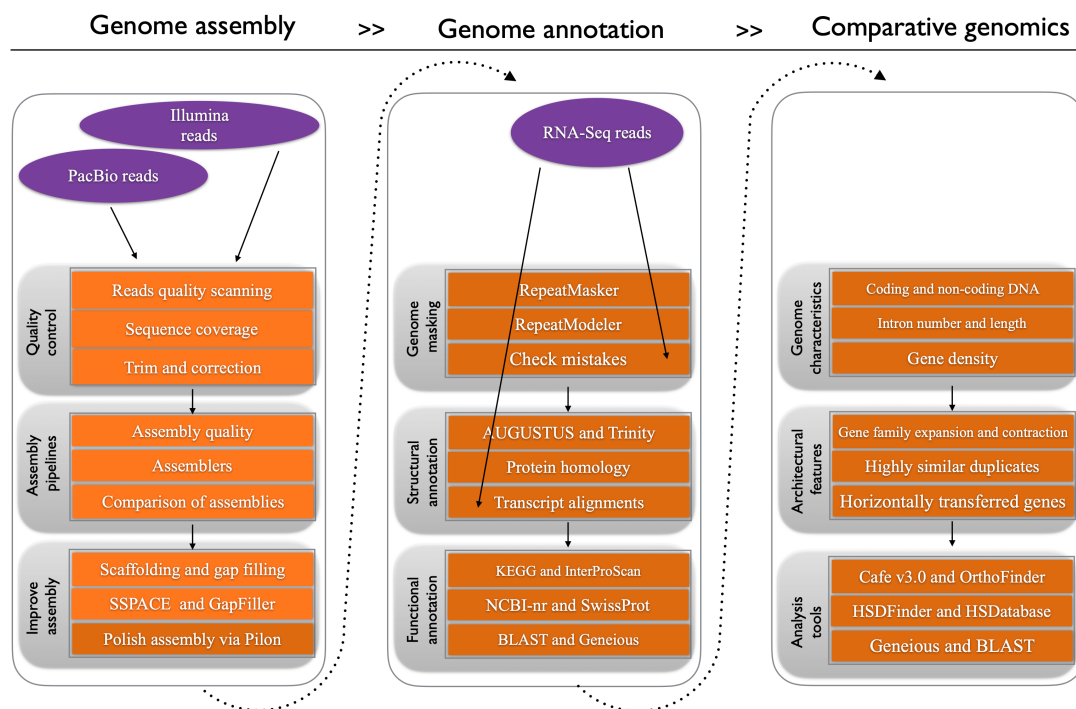 Genome assembly >> Genome annotation >> Comparative genomics
Illumina
reads
PacBio reads
Quality
control
Reads quality scanning
Sequence coverage
Trim and correction
Assembly
pipelines
Assembly quality
Assemblers
Comparison of assemblies
Improve
assembly
Scaffolding and gap filling
SSPACE and GapFiller
Polish assembly via Pilon
RNA-Seq reads
Genome
masking
RepeatMasker
RepeatModeler
Check mistakes
Structural
annotation
AUGUSTUS and Trinity
Protein homology
Transcript alignments
Functional
annotation
KEGG and InterProScan
NCBI-nr and SwissProt
BLAST and Geneious
Genome
characteristics
Coding and non-coding DNA
Intron number and length
Gene density
Architectural
features
Gene family expansion and contraction
Highly similar duplicates
Horizontally transferred genes
Analysis
tools
Cafe v3.0 and OrthoFinder
HSDFinder and HSDatabase
Geneious and BLAST